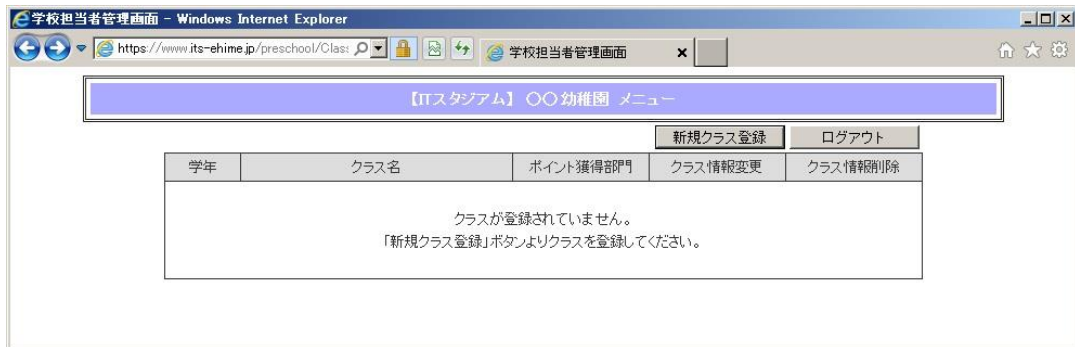 学校担当者管理画面 - Windows Internet Explorer
https://www.its-ehime.jp/preschool/Clas
学校担当者管理画面
【ITスタジアム】 〇〇幼稚園 メニュー
新規クラス登録 ログアウト
学年 クラス名 ポイント獲得部門 クラス情報変更 クラス情報削除
クラスが登録されていません。
「新規クラス登録」ボタンよりクラスを登録してください。